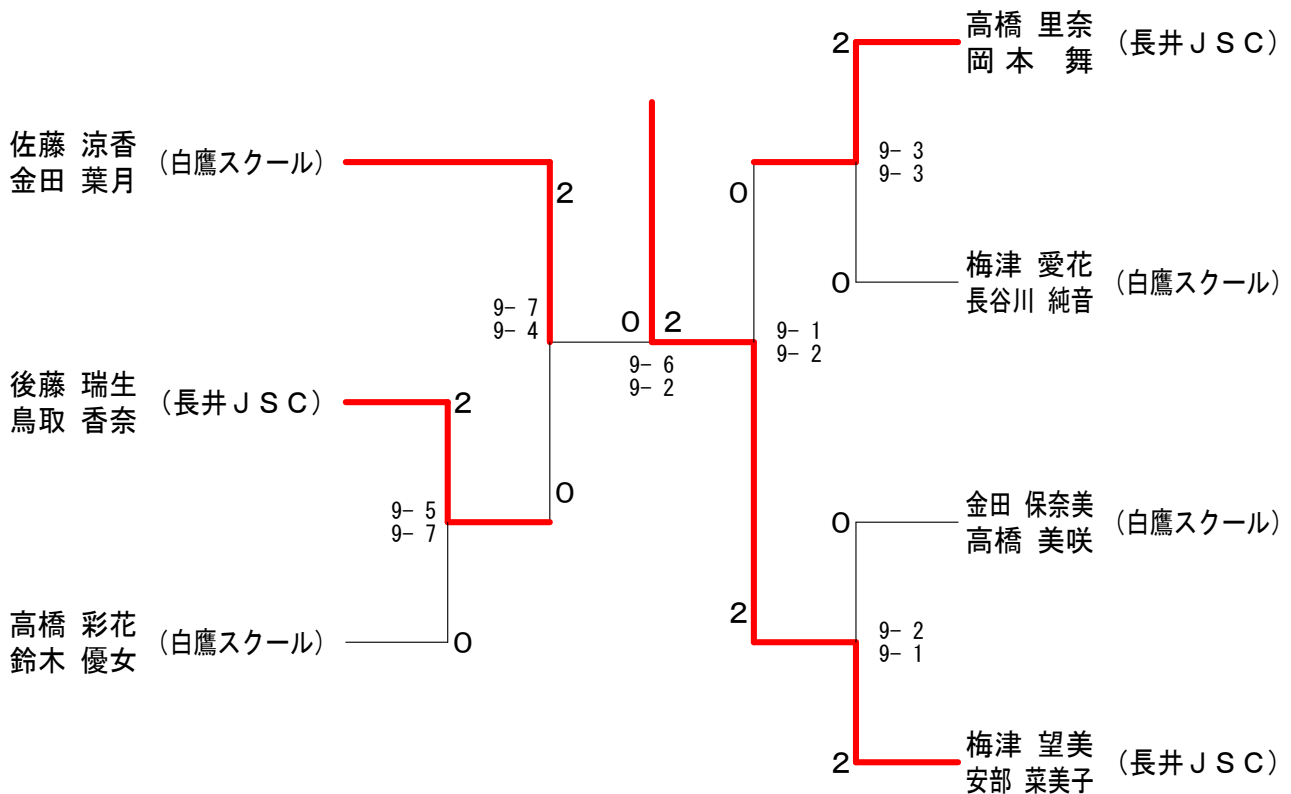 佐藤 涼香
金田 葉月
(白鷹スクール)
2
9- 7
9- 4
後藤 瑞生
鳥取 香奈
(長井JSC)
2
0
9- 5
9- 7
高橋 彩花
鈴木 優女
(白鷹スクール)
0
0 2
9- 6
9- 2
高橋 里奈
岡本 舞
(長井JSC)
2
9- 3
9- 3
0
梅津 愛花
長谷川 純音
(白鷹スクール)
0
9- 1
9- 2
金田 保奈美
高橋 美咲
(白鷹スクール)
0
2
9- 2
9- 1
梅津 望美
安部 菜美子
(長井JSC)
2